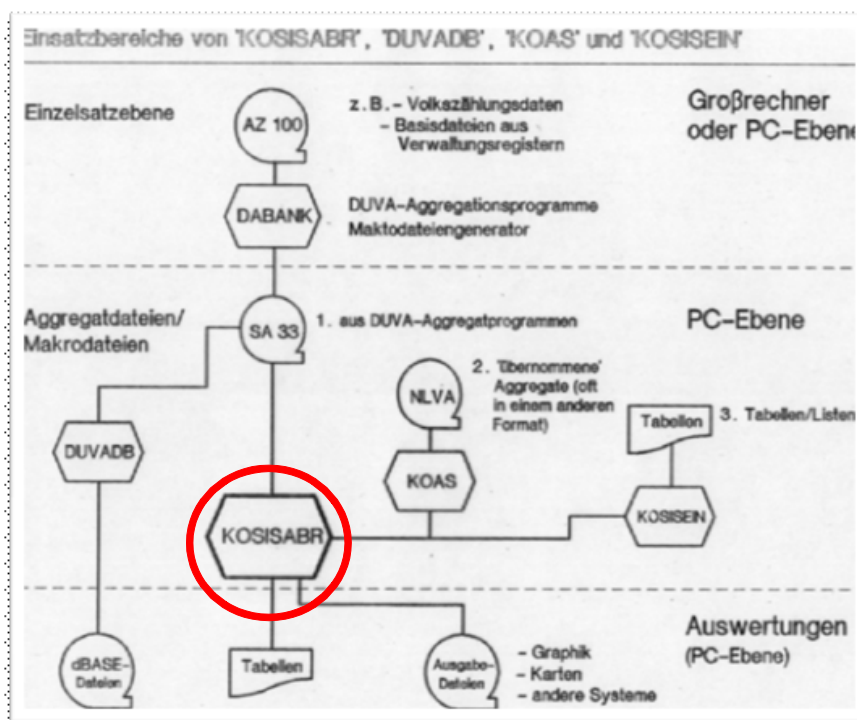 Einsatzbereiche von 'KOSISABR', 'DUVADB', 'KOAS' und 'KOSISEIN'
Einzelsatzebene
AZ 100
z.B.- Volkszählungsdaten
- Basisdateien aus
Verwaltungsregistern
Großrechner
oder PC-Ebene
DABANK
DUVA-Aggregationsprogramme
Maktodateiengenerator
Aggregatdateien/
Makrodateien
SA 33
1. aus DUVA-Aggregatprogrammen
PC-Ebene
NLVA
2. 'übernommene'
Aggregate (oft
in einem anderen
Format)
Tabellen
3. Tabellen/Listen
DUVADB
KOAS
KOSISABR
KOSISEIN
Auswertungen
(PC-Ebene)
dBASE-
Dateien
Tabellen
Ausgabe-
Dateien
- Graphik
- Karten
- andere Systeme